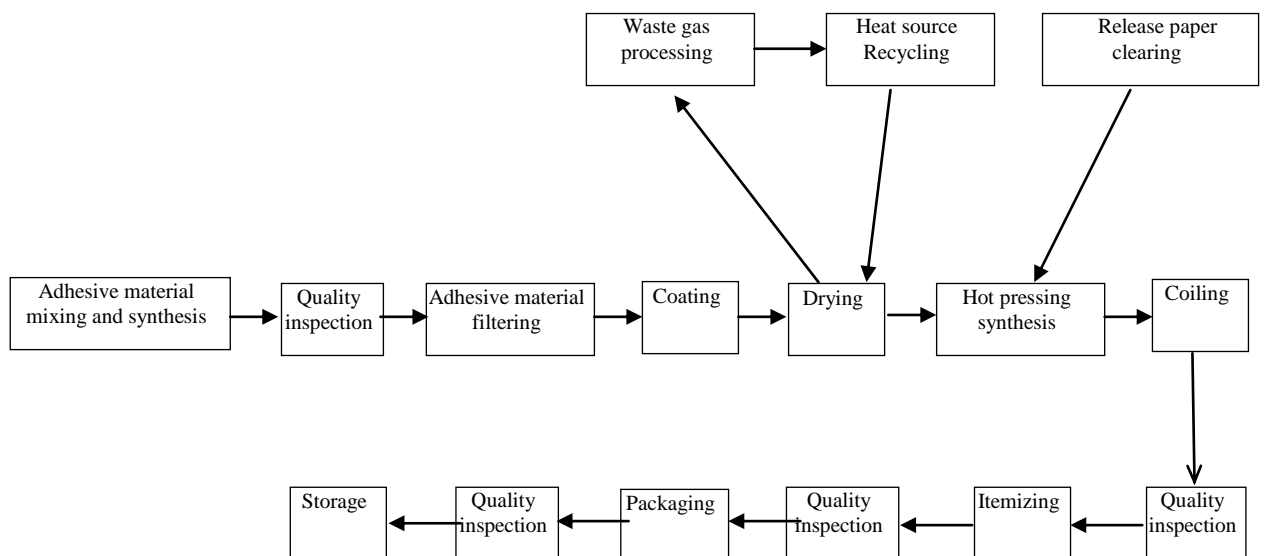 Waste gas
processing
Heat source
Recycling
Release paper
clearing
Adhesive material
mixing and synthesis
Quality
inspection
Adhesive material
filtering
Coating
Drying
Hot pressing
synthesis
Coiling
Storage
Quality
inspection
Packaging
Quality
inspection
Itemizing
Quality
inspection